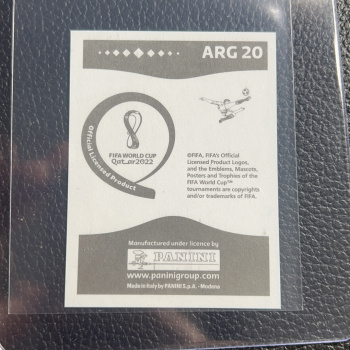 ARG 20
Official Licensed Product
FIFA WORLD CUP
Qatar2022
©FIFA, FIFA's Official
Licensed Product Logos,
and the Emblems, Mascots,
Posters and Trophies of the
FIFA World Cup™
tournaments are copyrights
and/or trademarks of FIFA.
Manufactured under licence by
PANINI
www.paninigroup.com
Made in Italy by PANINI S.p.A. - Modena